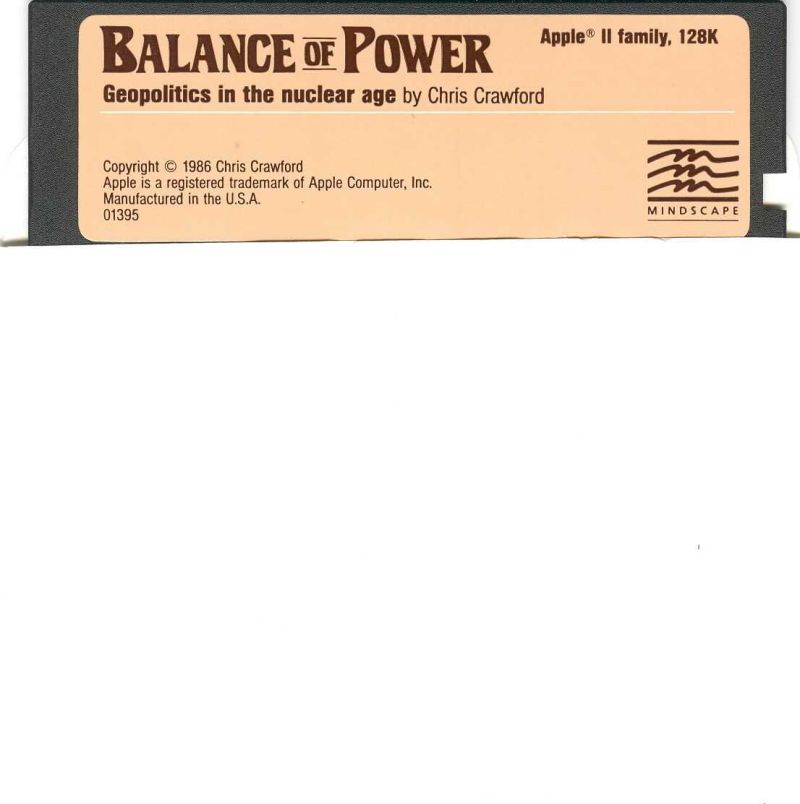 BALANCE OF POWER
Apple® II family, 128K
Geopolitics in the nuclear age by Chris Crawford
Copyright © 1986 Chris Crawford
Apple is a registered trademark of Apple Computer, Inc.
Manufactured in the U.S.A.
01395
MINDSCAPE